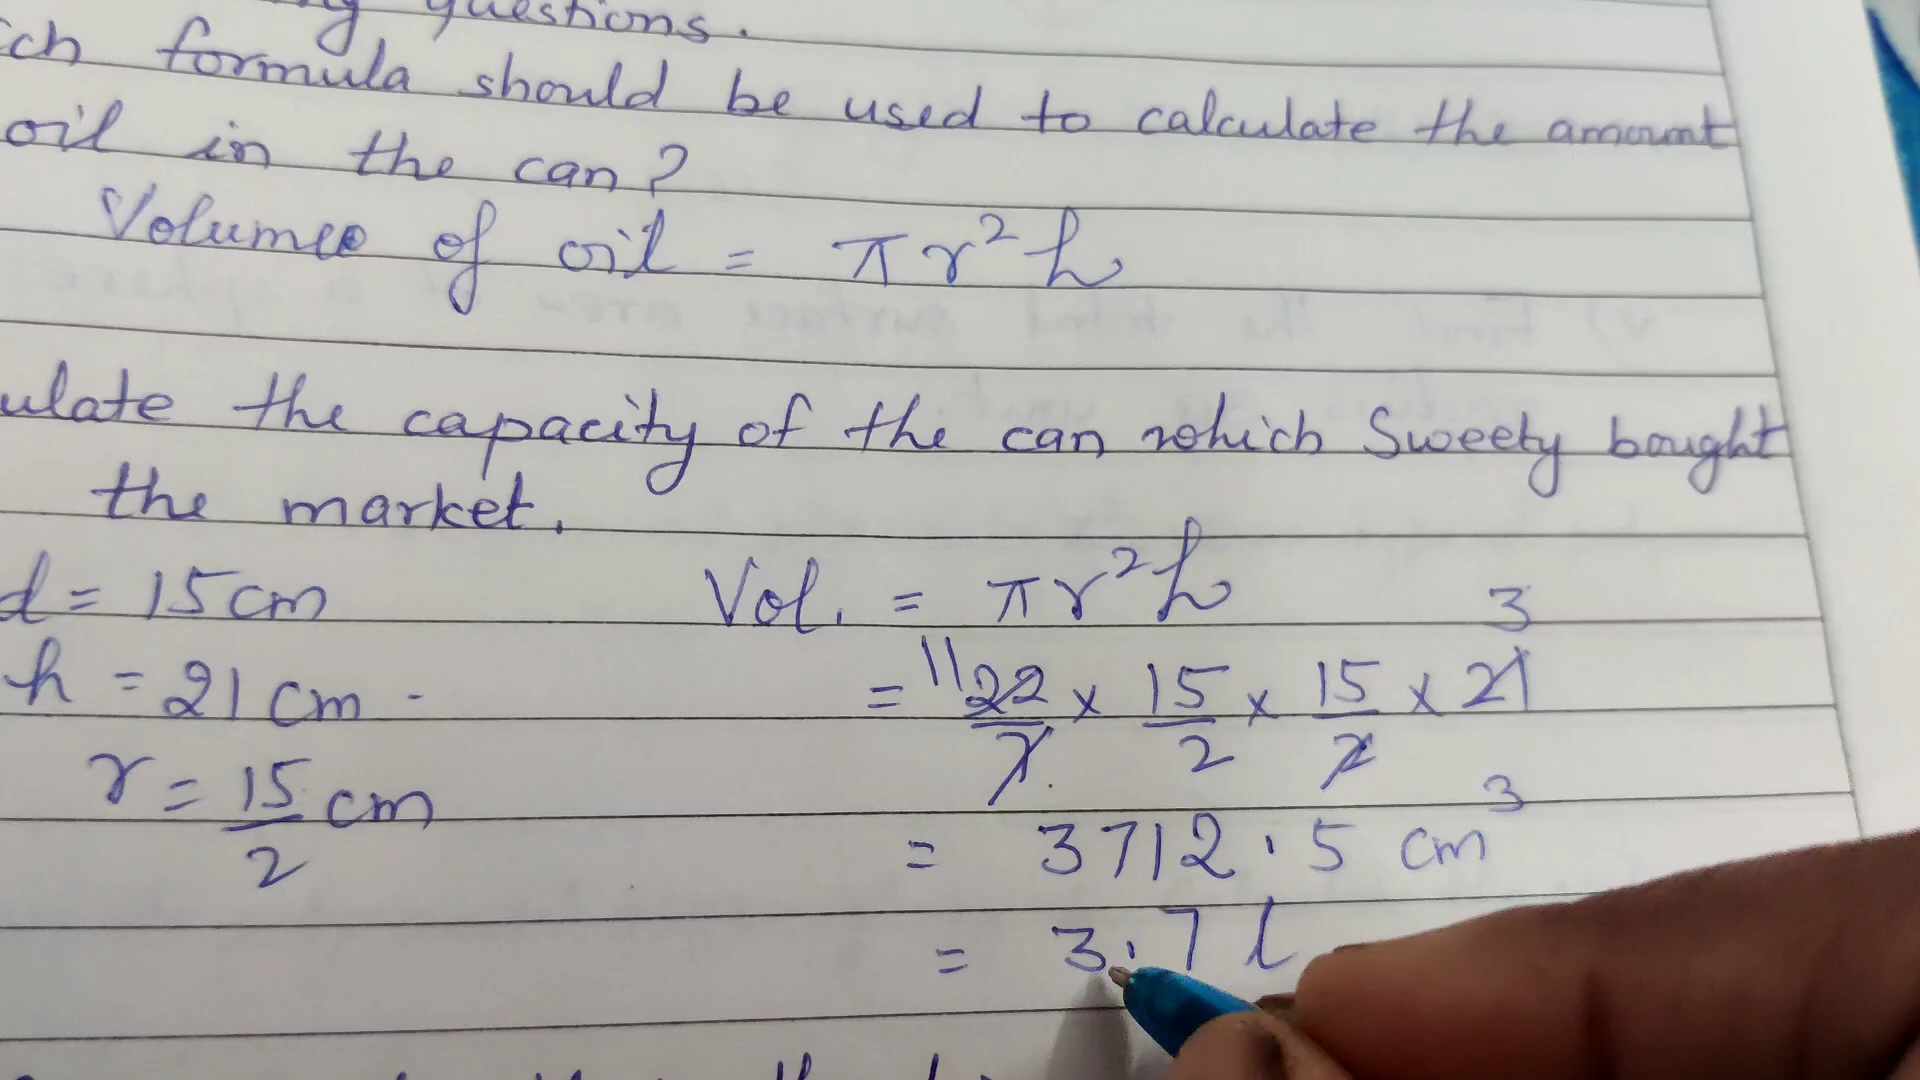 questions.
ch formula should be used to calculate the amount
oil in the can?
Volume of oil = πr²h
ulate the capacity of the can which Sweety bought
the market.
d = 15cm
h = 21 cm
r = 15/2 cm
Vol. = πr²h
3
= 11 22/7 × 15/2 × 15/2 × 21
= 3712.5 cm³
= 3.7 l